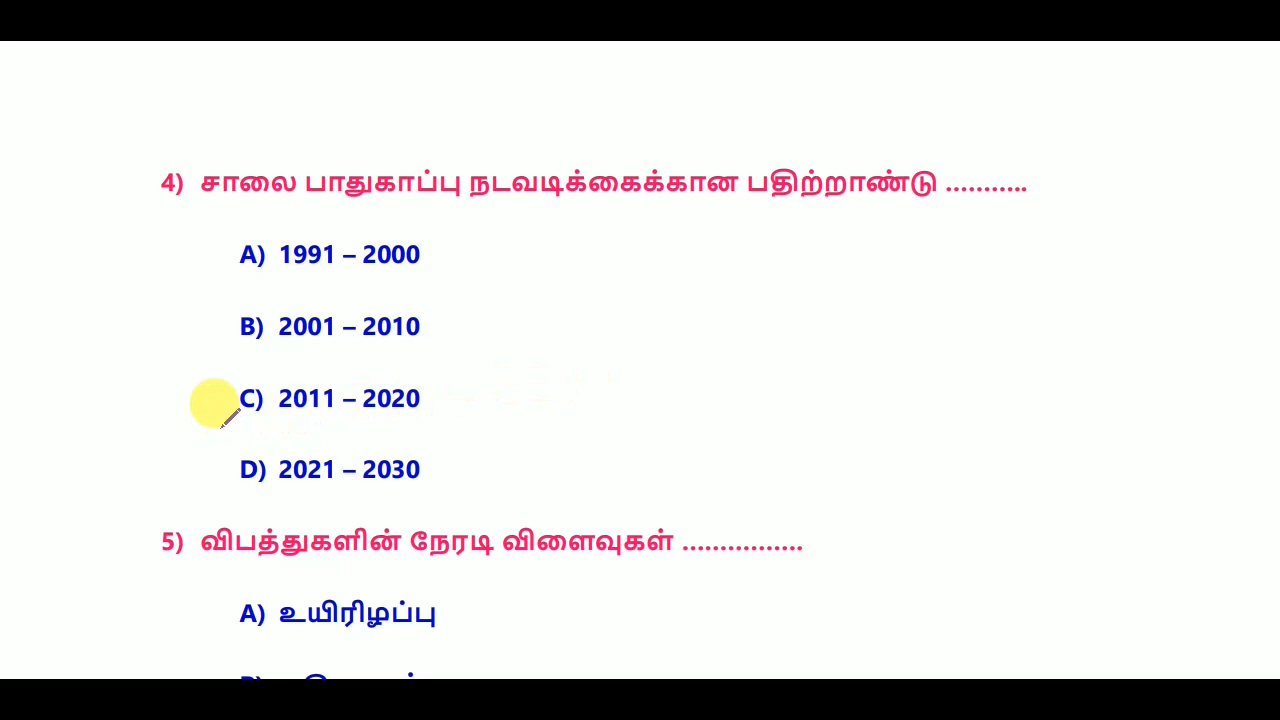 4) சாலை பாதுகாப்பு நடவடிக்கைக்கான பதிற்றாண்டு ...........
A) 1991 – 2000
B) 2001 – 2010
C) 2011 – 2020
D) 2021 – 2030
5) விபத்துகளின் நேரடி விளைவுகள் ................
A) உயிரிழப்பு